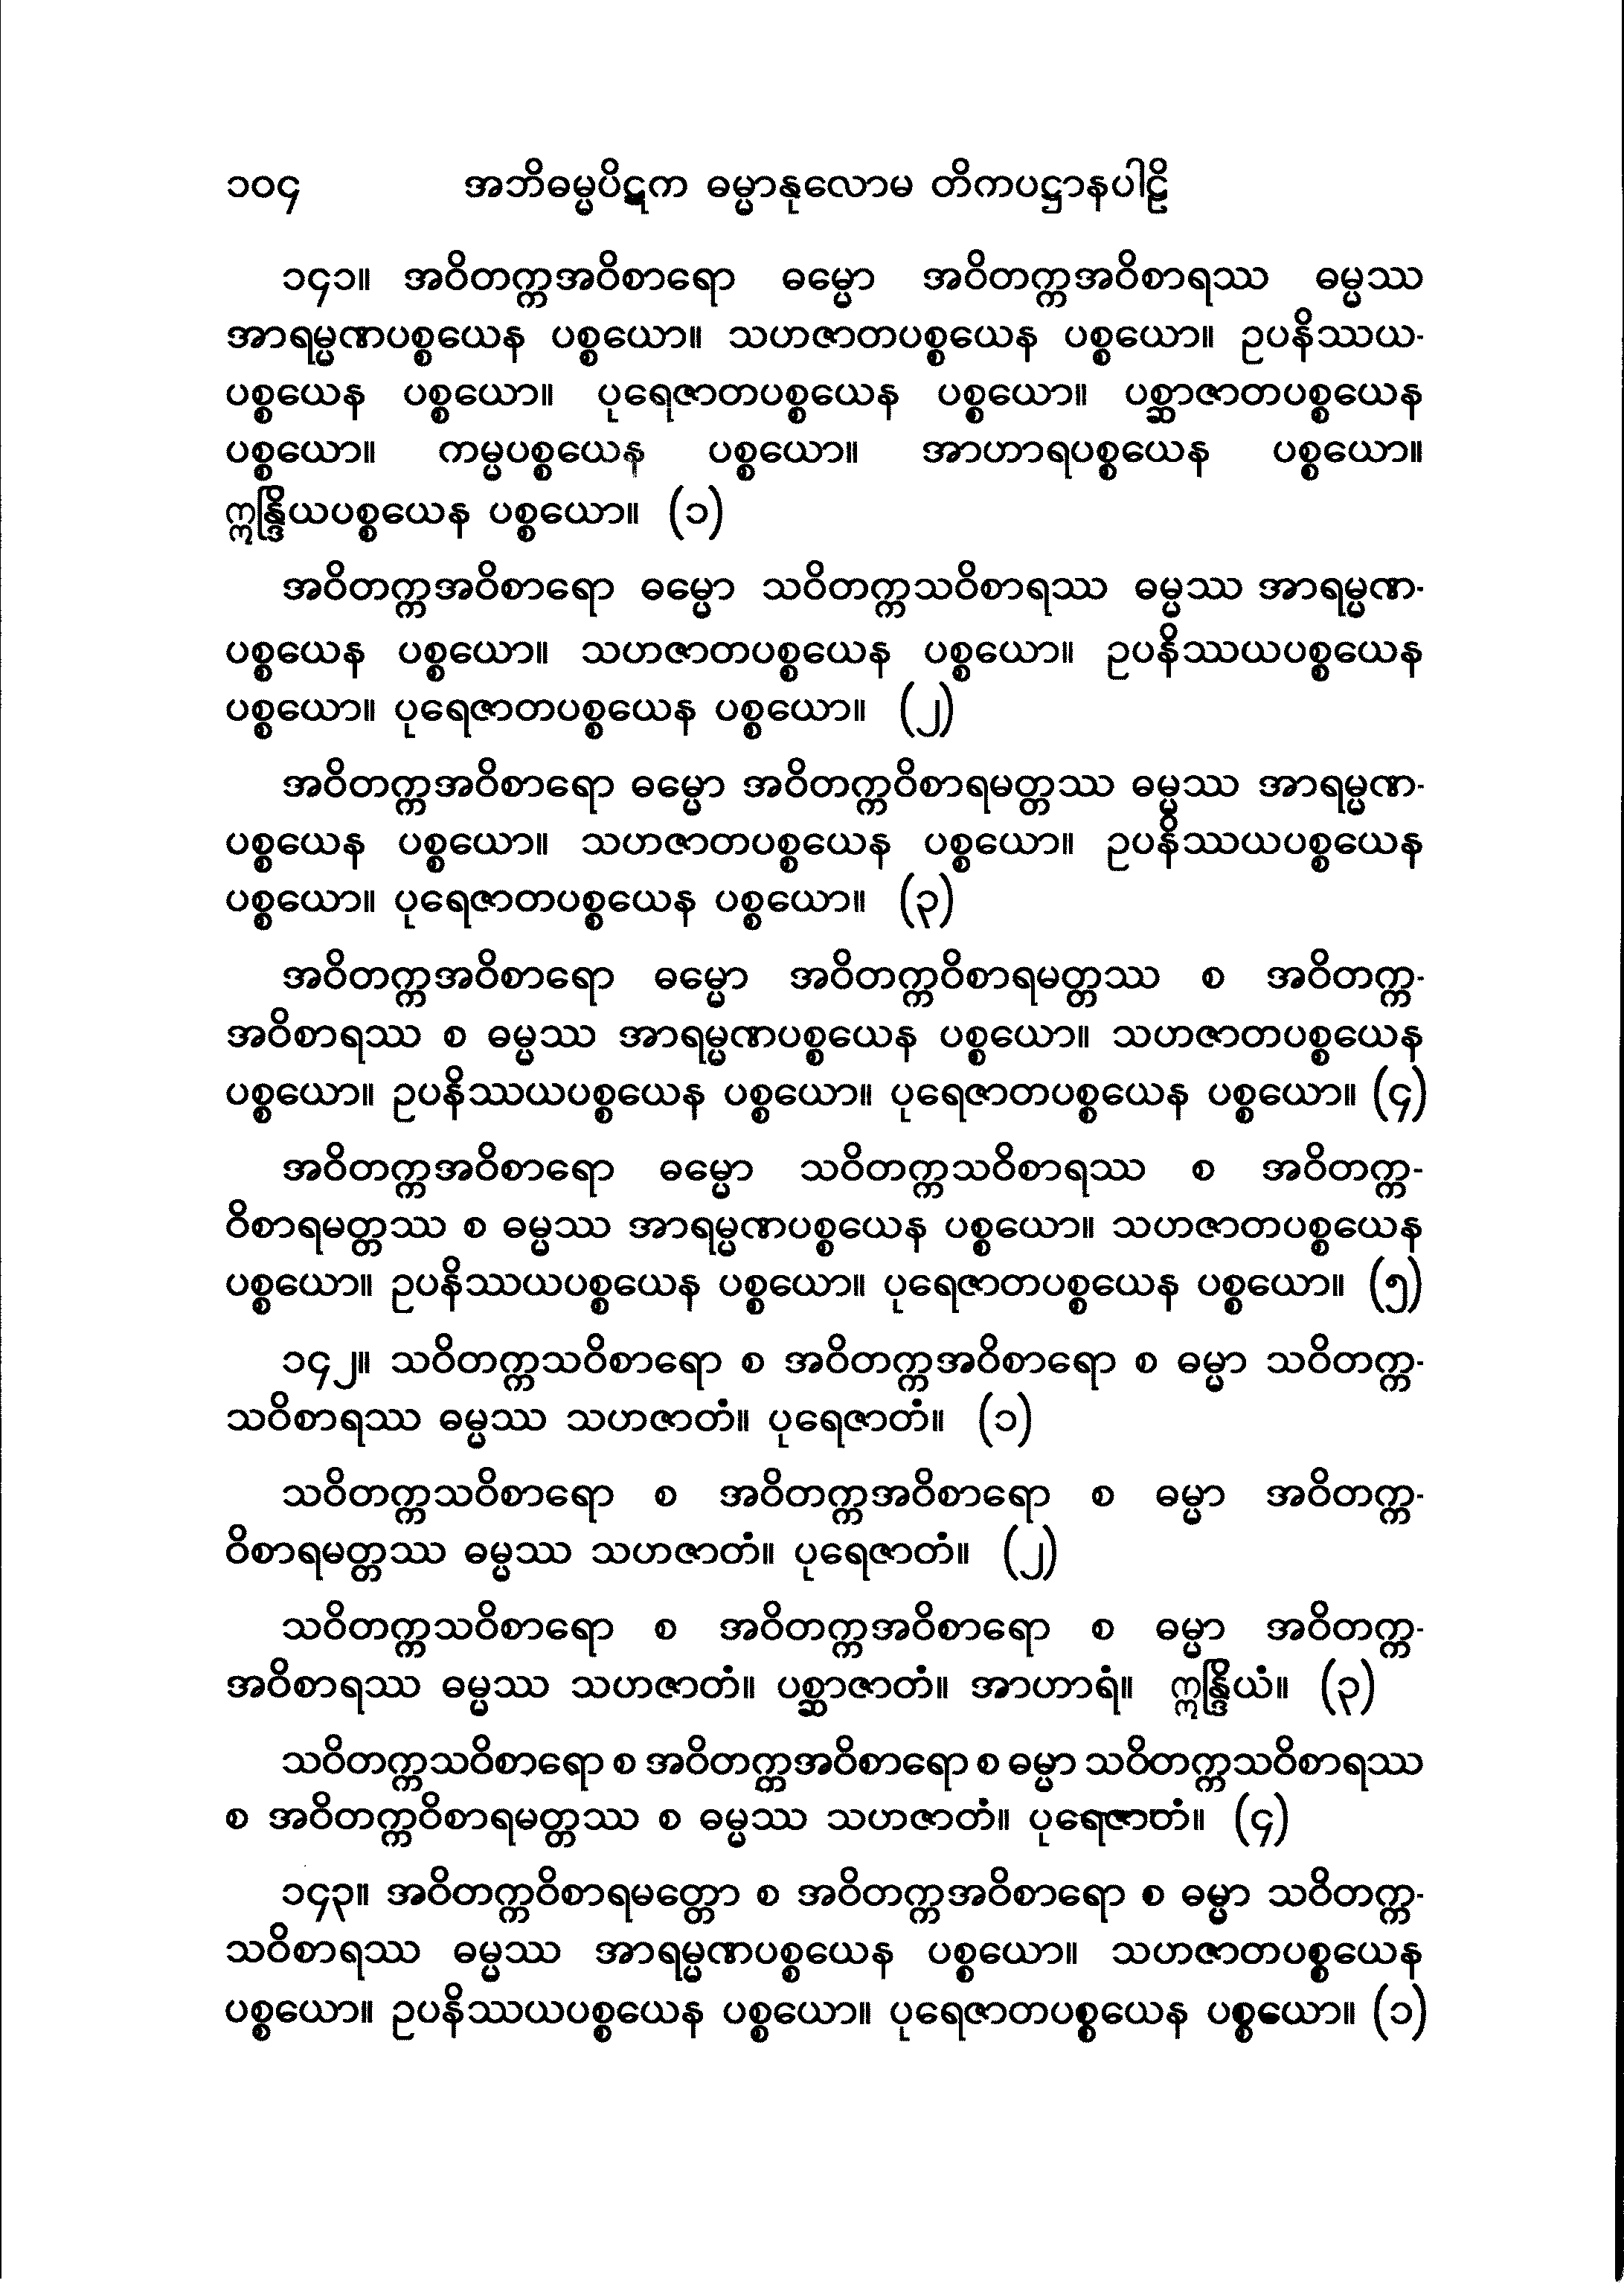 ၁၀၄ အဘိဓမ္မပိဋက ဓမ္မာနုလောမ တိကပဋ္ဌာနပါဠိ
၁၄၁။ အဝိတက္ကအဝိစာရော ဓမ္မော အဝိတက္ကအဝိစာရဿ ဓမ္မဿ
အာရမ္မဏပစ္စယေန ပစ္စယော။ သဟဇာတပစ္စယေန ပစ္စယော။ ဥပနိဿယ-
ပစ္စယေန ပစ္စယော။ ပုရေဇာတပစ္စယေန ပစ္စယော။ ပစ္ဆာဇာတပစ္စယေန
ပစ္စယော။ ကမ္မပစ္စယေန ပစ္စယော။ အာဟာရပစ္စယေန ပစ္စယော။
ဣန္ဒြိယပစ္စယေန ပစ္စယော။ (၁)
အဝိတက္ကအဝိစာရော ဓမ္မော သဝိတက္ကသဝိစာရဿ ဓမ္မဿ အာရမ္မဏ-
ပစ္စယေန ပစ္စယော။ သဟဇာတပစ္စယေန ပစ္စယော။ ဥပနိဿယပစ္စယေန
ပစ္စယော။ ပုရေဇာတပစ္စယေန ပစ္စယော။ (၂)
အဝိတက္ကအဝိစာရော ဓမ္မော အဝိတက္ကဝိစာရမတ္တဿ ဓမ္မဿ အာရမ္မဏ-
ပစ္စယေန ပစ္စယော။ သဟဇာတပစ္စယေန ပစ္စယော။ ဥပနိဿယပစ္စယေန
ပစ္စယော။ ပုရေဇာတပစ္စယေန ပစ္စယော။ (၃)
အဝိတက္ကအဝိစာရော ဓမ္မော အဝိတက္ကဝိစာရမတ္တဿ စ အဝိတက္က-
အဝိစာရဿ စ ဓမ္မဿ အာရမ္မဏပစ္စယေန ပစ္စယော။ သဟဇာတပစ္စယေန
ပစ္စယော။ ဥပနိဿယပစ္စယေန ပစ္စယော။ ပုရေဇာတပစ္စယေန ပစ္စယော။ (၄)
အဝိတက္ကအဝိစာရော ဓမ္မော သဝိတက္ကသဝိစာရဿ စ အဝိတက္က-
ဝိစာရမတ္တဿ စ ဓမ္မဿ အာရမ္မဏပစ္စယေန ပစ္စယော။ သဟဇာတပစ္စယေန
ပစ္စယော။ ဥပနိဿယပစ္စယေန ပစ္စယော။ ပုရေဇာတပစ္စယေန ပစ္စယော။ (၅)
၁၄၂။ သဝိတက္ကသဝိစာရော စ အဝိတက္ကအဝိစာရော စ ဓမ္မာ သဝိတက္က-
သဝိစာရဿ ဓမ္မဿ သဟဇာတံ။ ပုရေဇာတံ။ (၁)
သဝိတက္ကသဝိစာရော စ အဝိတက္ကအဝိစာရော စ ဓမ္မာ အဝိတက္က-
ဝိစာရမတ္တဿ ဓမ္မဿ သဟဇာတံ။ ပုရေဇာတံ။ (၂)
သဝိတက္ကသဝိစာရော စ အဝိတက္ကအဝိစာရော စ ဓမ္မာ အဝိတက္က-
အဝိစာရဿ ဓမ္မဿ သဟဇာတံ။ ပစ္ဆာဇာတံ။ အာဟာရံ။ ဣန္ဒြိယံ။ (၃)
သဝိတက္ကသဝိစာရော စ အဝိတက္ကအဝိစာရော စ ဓမ္မာ သဝိတက္ကသဝိစာရဿ
စ အဝိတက္ကဝိစာရမတ္တဿ စ ဓမ္မဿ သဟဇာတံ။ ပုရေဇာတံ။ (၄)
၁၄၃။ အဝိတက္ကဝိစာရမတ္တော စ အဝိတက္ကအဝိစာရော စ ဓမ္မာ သဝိတက္က-
သဝိစာရဿ ဓမ္မဿ အာရမ္မဏပစ္စယေန ပစ္စယော။ သဟဇာတပစ္စယေန
ပစ္စယော။ ဥပနိဿယပစ္စယေန ပစ္စယော။ ပုရေဇာတပစ္စယေန ပစ္စယော။ (၁)